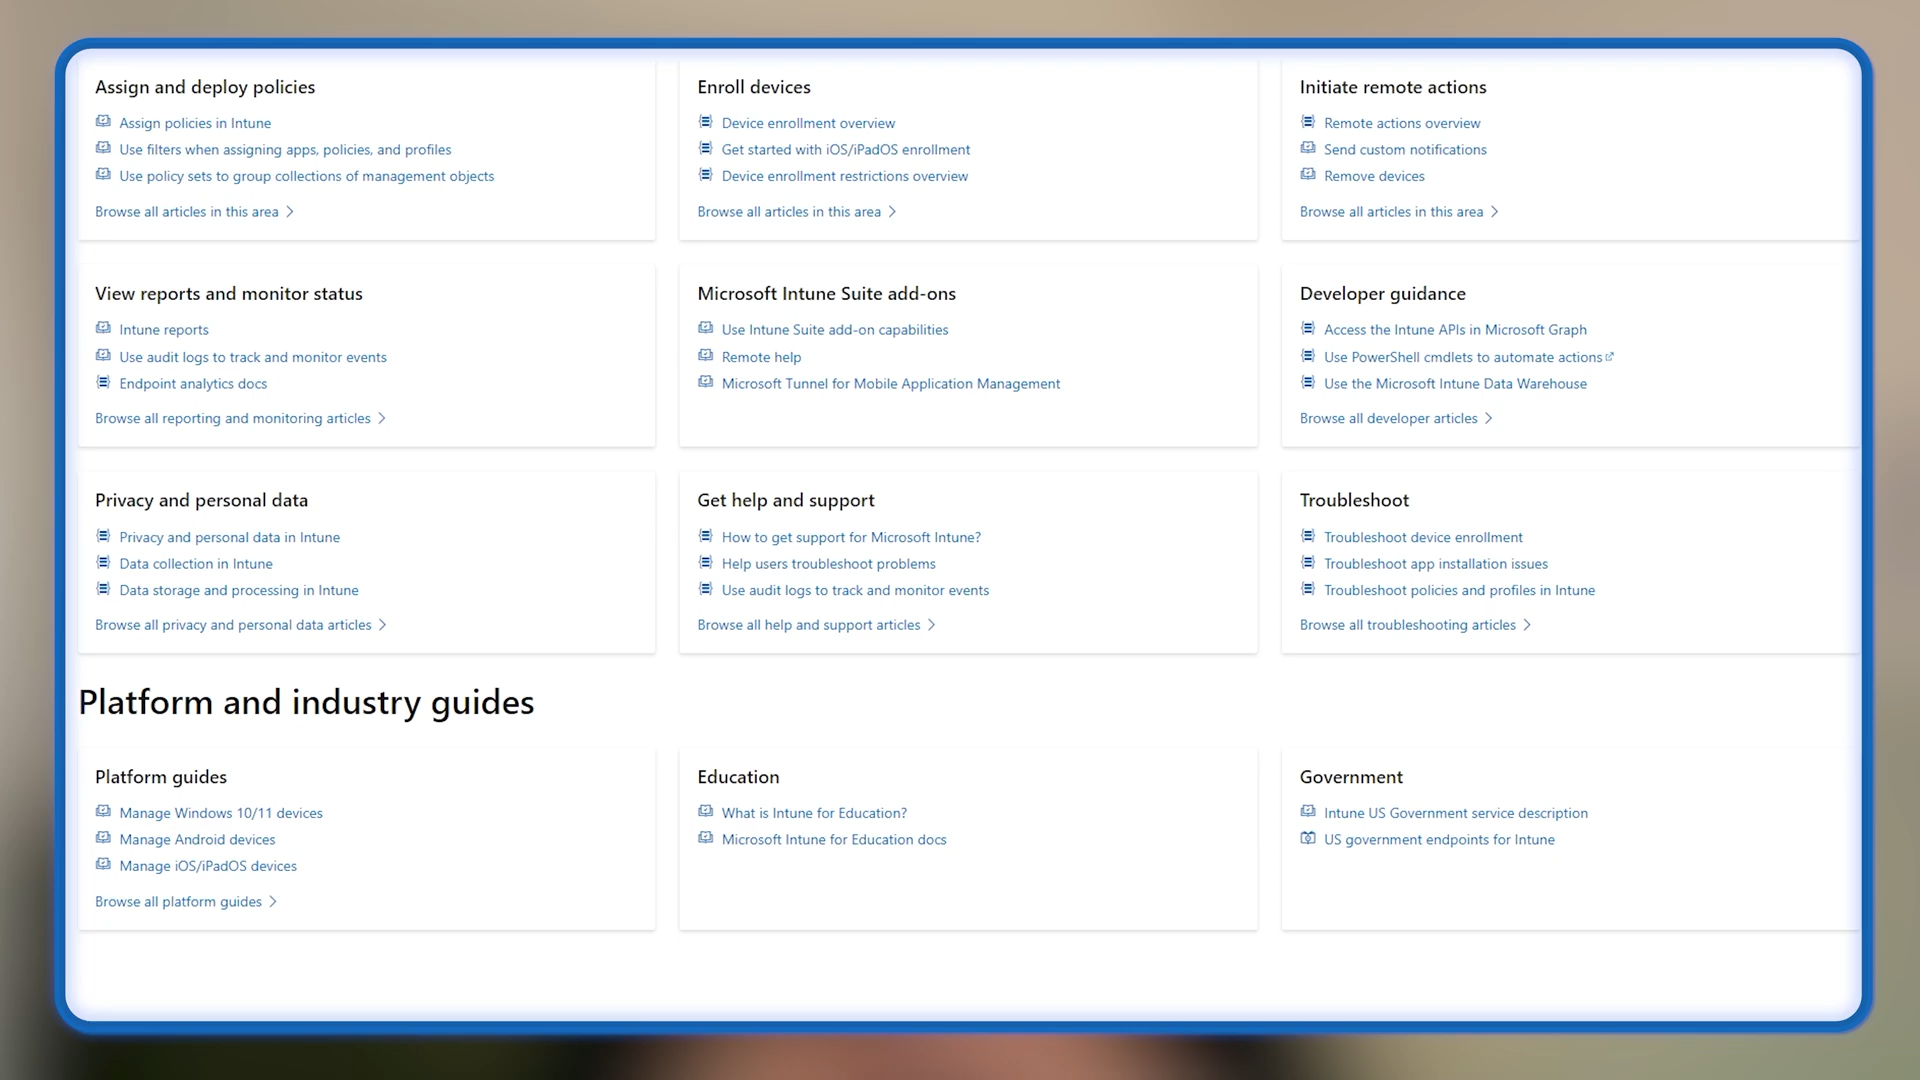 Assign and deploy policies
Assign policies in Intune
Use filters when assigning apps, policies, and profiles
Use policy sets to group collections of management objects
Browse all articles in this area
Enroll devices
Device enrollment overview
Get started with iOS/iPadOS enrollment
Device enrollment restrictions overview
Browse all articles in this area
Initiate remote actions
Remote actions overview
Send custom notifications
Remove devices
Browse all articles in this area
View reports and monitor status
Intune reports
Use audit logs to track and monitor events
Endpoint analytics docs
Browse all reporting and monitoring articles
Microsoft Intune Suite add-ons
Use Intune Suite add-on capabilities
Remote help
Microsoft Tunnel for Mobile Application Management
Developer guidance
Access the Intune APIs in Microsoft Graph
Use PowerShell cmdlets to automate actions
Use the Microsoft Intune Data Warehouse
Browse all developer articles
Privacy and personal data
Privacy and personal data in Intune
Data collection in Intune
Data storage and processing in Intune
Browse all privacy and personal data articles
Get help and support
How to get support for Microsoft Intune?
Help users troubleshoot problems
Use audit logs to track and monitor events
Browse all help and support articles
Troubleshoot
Troubleshoot device enrollment
Troubleshoot app installation issues
Troubleshoot policies and profiles in Intune
Browse all troubleshooting articles
Platform and industry guides
Platform guides
Manage Windows 10/11 devices
Manage Android devices
Manage iOS/iPadOS devices
Browse all platform guides
Education
What is Intune for Education?
Microsoft Intune for Education docs
Government
Intune US Government service description
US government endpoints for Intune